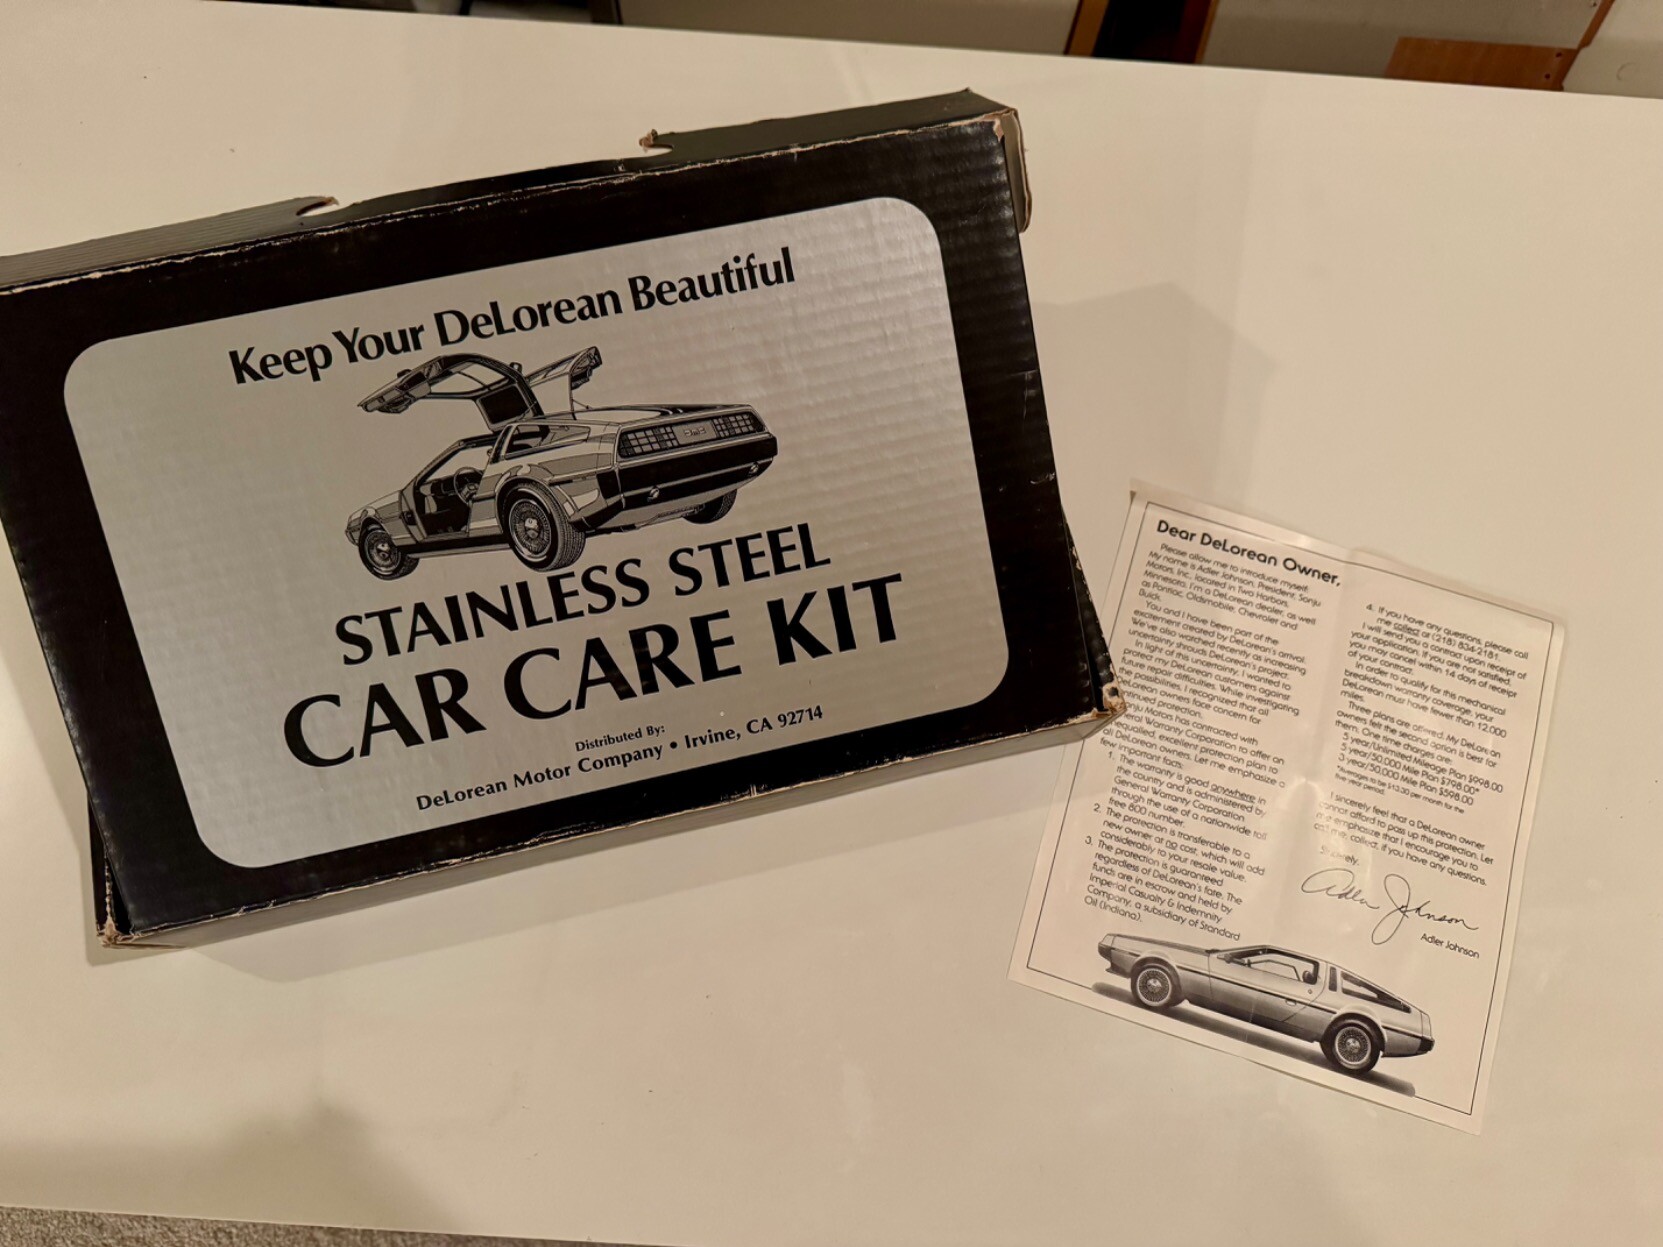 Keep Your DeLorean Beautiful
DMC
STAINLESS STEEL
CAR CARE KIT
Distributed By:
DeLorean Motor Company • Irvine, CA 92714
Dear DeLorean Owner,
Please allow me to introduce myself.
My name is Adler Johnson, President, Sonju
Motors, Inc., located in Two Harbors,
Minnesota. I'm a DeLorean dealer, as well
as Pontiac, Oldsmobile, Chevrolet and
Buick.
You and I have been part of the
excitement created by DeLorean's arrival.
We've also watched recently as increasing
uncertainty shrouds DeLorean's project.
In light of this uncertainty, I wanted to
protect my DeLorean customers against
future repair difficulties. While investigating
the possibilities, I recognized that all
DeLorean owners face concern for
continued protection.
Sonju Motors has contracted with
General Warranty Corporation to offer an
unequalled, excellent protection plan to
all DeLorean owners. Let me emphasize a
few important facts:
1. The warranty is good anywhere in
the country and is administered by
General Warranty Corporation
through the use of a nationwide toll
free 800 number.
2. The protection is transferable to a
new owner at no cost, which will add
considerably to your resale value.
3. The protection is guaranteed
regardless of DeLorean's fate. The
funds are in escrow and held by
Imperial Casualty & Indemnity
Company, a subsidiary of Standard
Oil (Indiana).
4. If you have any questions, please call
me collect at (218) 834-2181.
I will send you a contract upon receipt of
your application. If you are not satisfied,
you may cancel within 14 days of receipt
of your contract.
In order to qualify for this mechanical
breakdown warranty coverage, your
DeLorean must have fewer than 12,000
miles.
Three plans are offered. My DeLorean
owners felt the second option is best for
them. One time charges are:
5 year/Unlimited Mileage Plan $998.00
5 year/50,000 Mile Plan $798.00*
3 year/50,000 Mile Plan $598.00
*Averages to be $13.30 per month for the
five year period.
I sincerely feel that a DeLorean owner
cannot afford to pass up this protection. Let
me emphasize that I encourage you to
call me, collect, if you have any questions.
Sincerely,
Adler Johnson
Adler Johnson